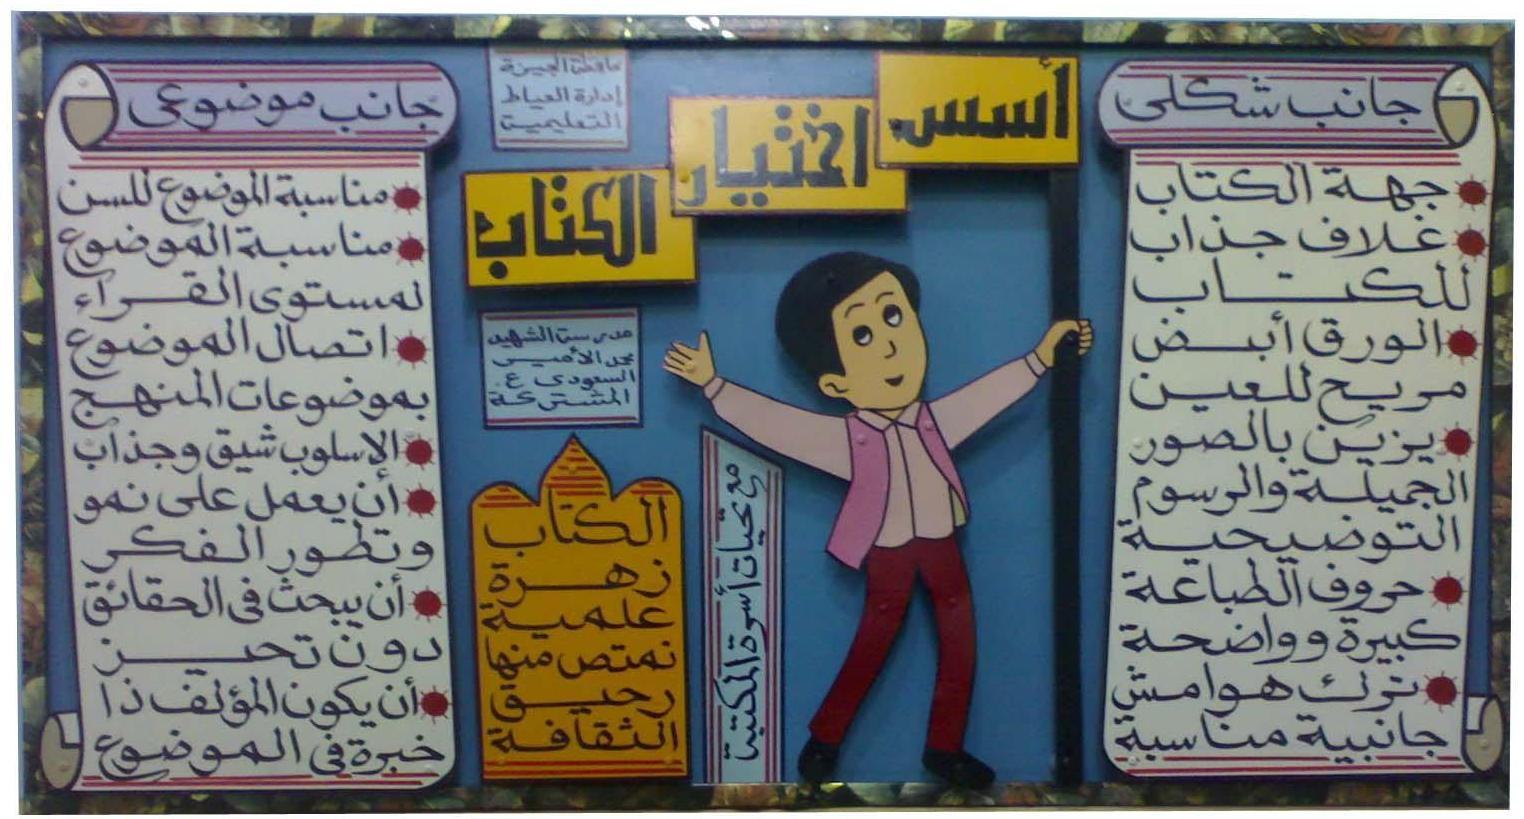 أسس
اختيار
الكتاب
محافظة الجيزة
إدارة العياط
التعليمية
جانب شكلى
جهة الكتاب
غلاف جذاب
للكتاب
الورق أبيض
مريح للعين
يزين بالصور
الجميلة والرسوم
التوضيحية
حروف الطباعة
كبيرة وواضحة
ترك هوامش
جانبية مناسبة
جانب موضوعى
مناسبة الموضوع للسن
مناسبة الموضوع
لمستوى القراء
اتصال الموضوع
بموضوعات المنهج
الإسلوب شيق وجذاب
أن يعمل على نمو
وتطور الفكر
أن يبحث فى الحقائق
دون تحيز
أن يكون المؤلف ذا
خبرة فى الموضوع
مدرسة الشهيد
محمد الأمير
السعودى ع.
المشتركة
الكتاب
زهرة
علمية
نمتص منها
رحيق
الثقافة
مع تحيات أسرة المكتبة